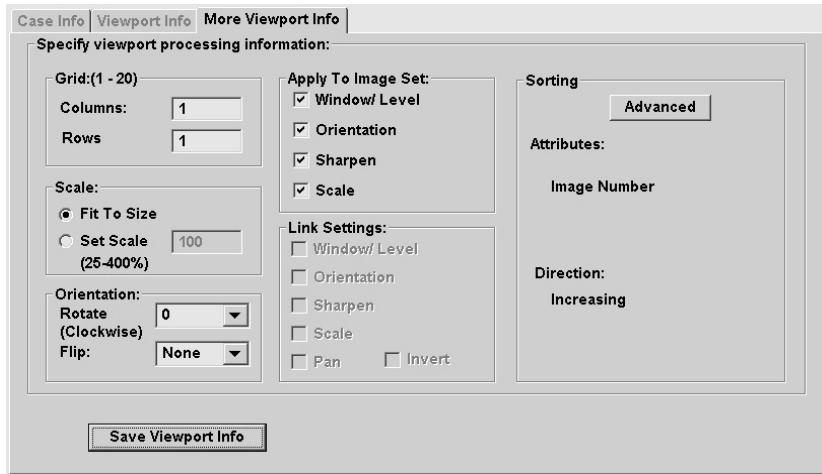 Case Info
Viewport Info
More Viewport Info
Specify viewport processing information:
Grid:(1 - 20)
Columns:
1
Rows
1
Scale:
Fit To Size
Set Scale
100
(25-400%)
Orientation:
Rotate
0
(Clockwise)
Flip:
None
Apply To Image Set:
Window/ Level
Orientation
Sharpen
Scale
Link Settings:
Window/ Level
Orientation
Sharpen
Scale
Pan
Invert
Sorting
Advanced
Attributes:
Image Number
Direction:
Increasing
Save Viewport Info